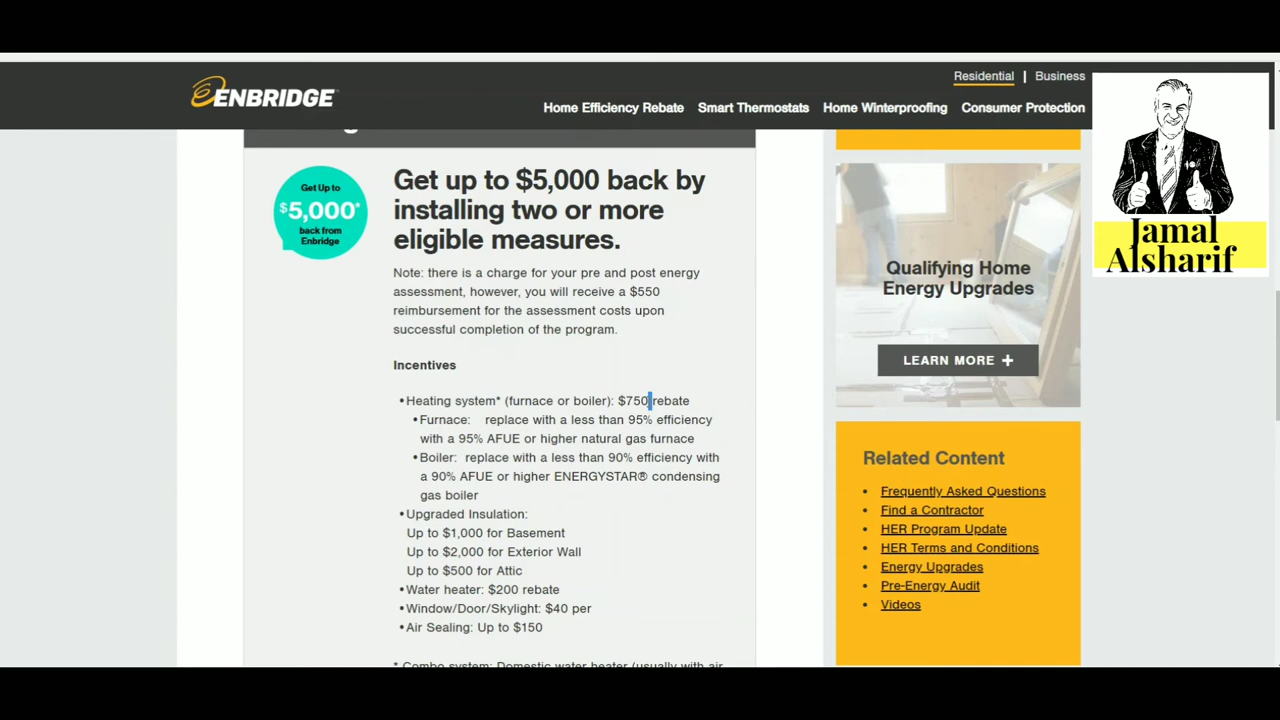 ENBRIDGE
Residential | Business
Home Efficiency Rebate Smart Thermostats Home Winterproofing Consumer Protection
Get Up to
$5,000*
back from
Enbridge
Get up to $5,000 back by
installing two or more
eligible measures.
Note: there is a charge for your pre and post energy
assessment, however, you will receive a $550
reimbursement for the assessment costs upon
successful completion of the program.
Incentives
• Heating system* (furnace or boiler): $750 rebate
• Furnace: replace with a less than 95% efficiency
with a 95% AFUE or higher natural gas furnace
• Boiler: replace with a less than 90% efficiency with
a 90% AFUE or higher ENERGYSTAR® condensing
gas boiler
• Upgraded Insulation:
Up to $1,000 for Basement
Up to $2,000 for Exterior Wall
Up to $500 for Attic
• Water heater: $200 rebate
• Window/Door/Skylight: $40 per
• Air Sealing: Up to $150
* Combo system: Domestic water heater (usually with air
Qualifying Home
Energy Upgrades
LEARN MORE +
Related Content
• Frequently Asked Questions
• Find a Contractor
• HER Program Update
• HER Terms and Conditions
• Energy Upgrades
• Pre-Energy Audit
• Videos
Jamal
Alsharif